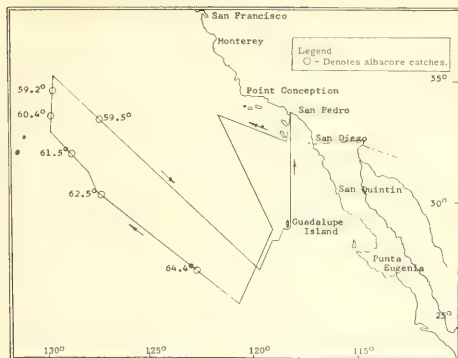 San Francisco
Monterey
Legend
O - Denotes albacore catches.
35°
59.2°
Point Conception
60.4°
59.5°
San Pedro
San Diego
61.5°
San Quintin
62.5°
30°
Guadalupe
Island
64.4°
Punta
Eugenia
25°
130°
125°
120°
115°